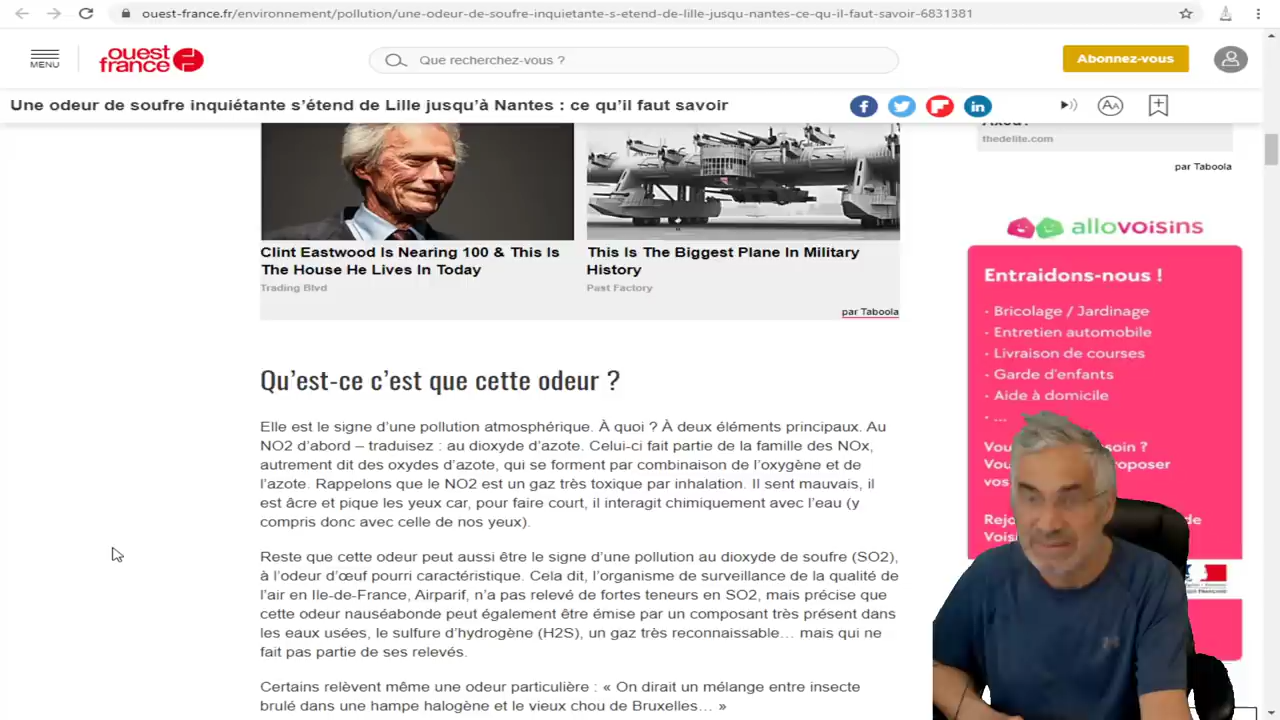 ouest-france.fr/environnement/pollution/une-odeur-de-soufre-inquietante-s-etend-de-lille-jusqu-nantes-ce-qu-il-faut-savoir-6831381
MENU
ouest
france
Que recherchez-vous ?
Abonnez-vous
Une odeur de soufre inquiétante s'étend de Lille jusqu'à Nantes : ce qu'il faut savoir
thedelite.com
par Taboola
Clint Eastwood Is Nearing 100 & This Is
The House He Lives In Today
Trading Blvd
This Is The Biggest Plane In Military
History
Past Factory
par Taboola
Qu'est-ce c'est que cette odeur ?
Elle est le signe d'une pollution atmosphérique. À quoi ? À deux éléments principaux. Au
NO2 d'abord – traduisez : au dioxyde d'azote. Celui-ci fait partie de la famille des NOx,
autrement dit des oxydes d'azote, qui se forment par combinaison de l'oxygène et de
l'azote. Rappelons que le NO2 est un gaz très toxique par inhalation. Il sent mauvais, il
est âcre et pique les yeux car, pour faire court, il interagit chimiquement avec l'eau (y
compris donc avec celle de nos yeux).
Reste que cette odeur peut aussi être le signe d'une pollution au dioxyde de soufre (SO2),
à l'odeur d'œuf pourri caractéristique. Cela dit, l'organisme de surveillance de la qualité de
l'air en Ile-de-France, Airparif, n'a pas relevé de fortes teneurs en SO2, mais précise que
cette odeur nauséabonde peut également être émise par un composant très présent dans
les eaux usées, le sulfure d'hydrogène (H2S), un gaz très reconnaissable… mais qui ne
fait pas partie de ses relevés.
Certains relèvent même une odeur particulière : « On dirait un mélange entre insecte
brulé dans une hampe halogène et le vieux chou de Bruxelles… »
allovoisins
Entraidons-nous !
- Bricolage / Jardinage
- Entretien automobile
- Livraison de courses
- Garde d'enfants
- Aide à domicile
- ...